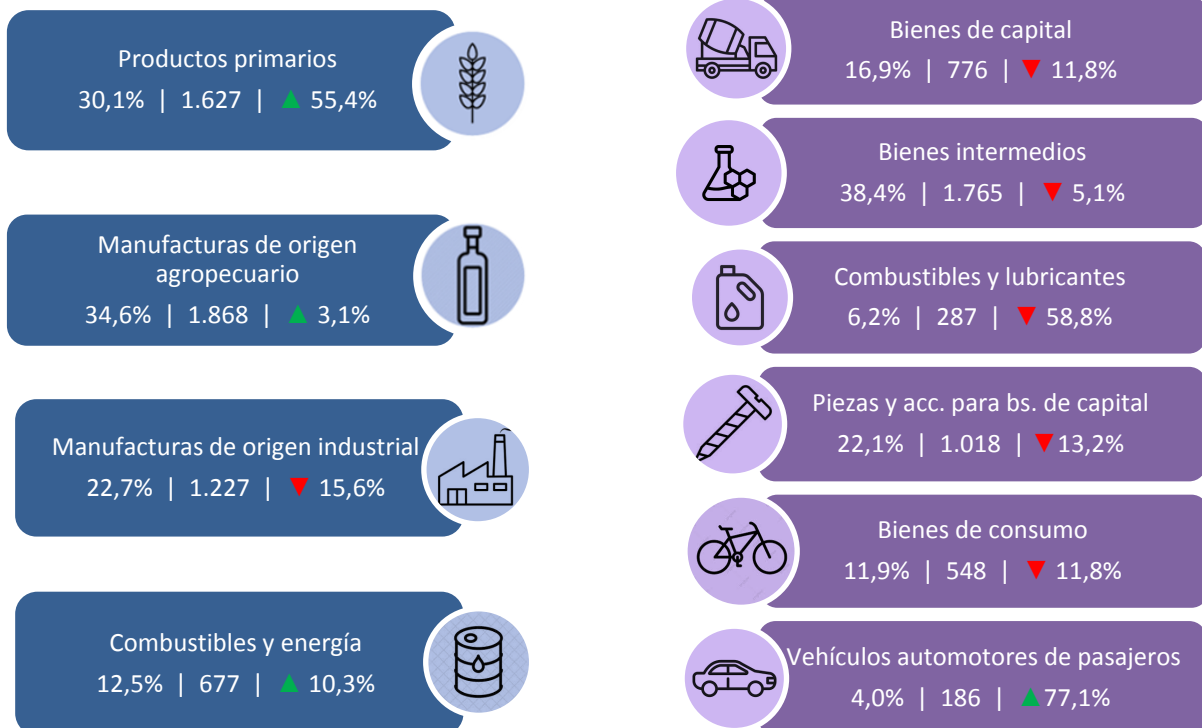 Productos primarios
30,1% | 1.627 | ▲ 55,4%
Manufacturas de origen
agropecuario
34,6% | 1.868 | ▲ 3,1%
Manufacturas de origen industrial
22,7% | 1.227 | ▼ 15,6%
Combustibles y energía
12,5% | 677 | ▲ 10,3%
Bienes de capital
16,9% | 776 | ▼ 11,8%
Bienes intermedios
38,4% | 1.765 | ▼ 5,1%
Combustibles y lubricantes
6,2% | 287 | ▼ 58,8%
Piezas y acc. para bs. de capital
22,1% | 1.018 | ▼13,2%
Bienes de consumo
11,9% | 548 | ▼ 11,8%
Vehículos automotores de pasajeros
4,0% | 186 | ▲77,1%